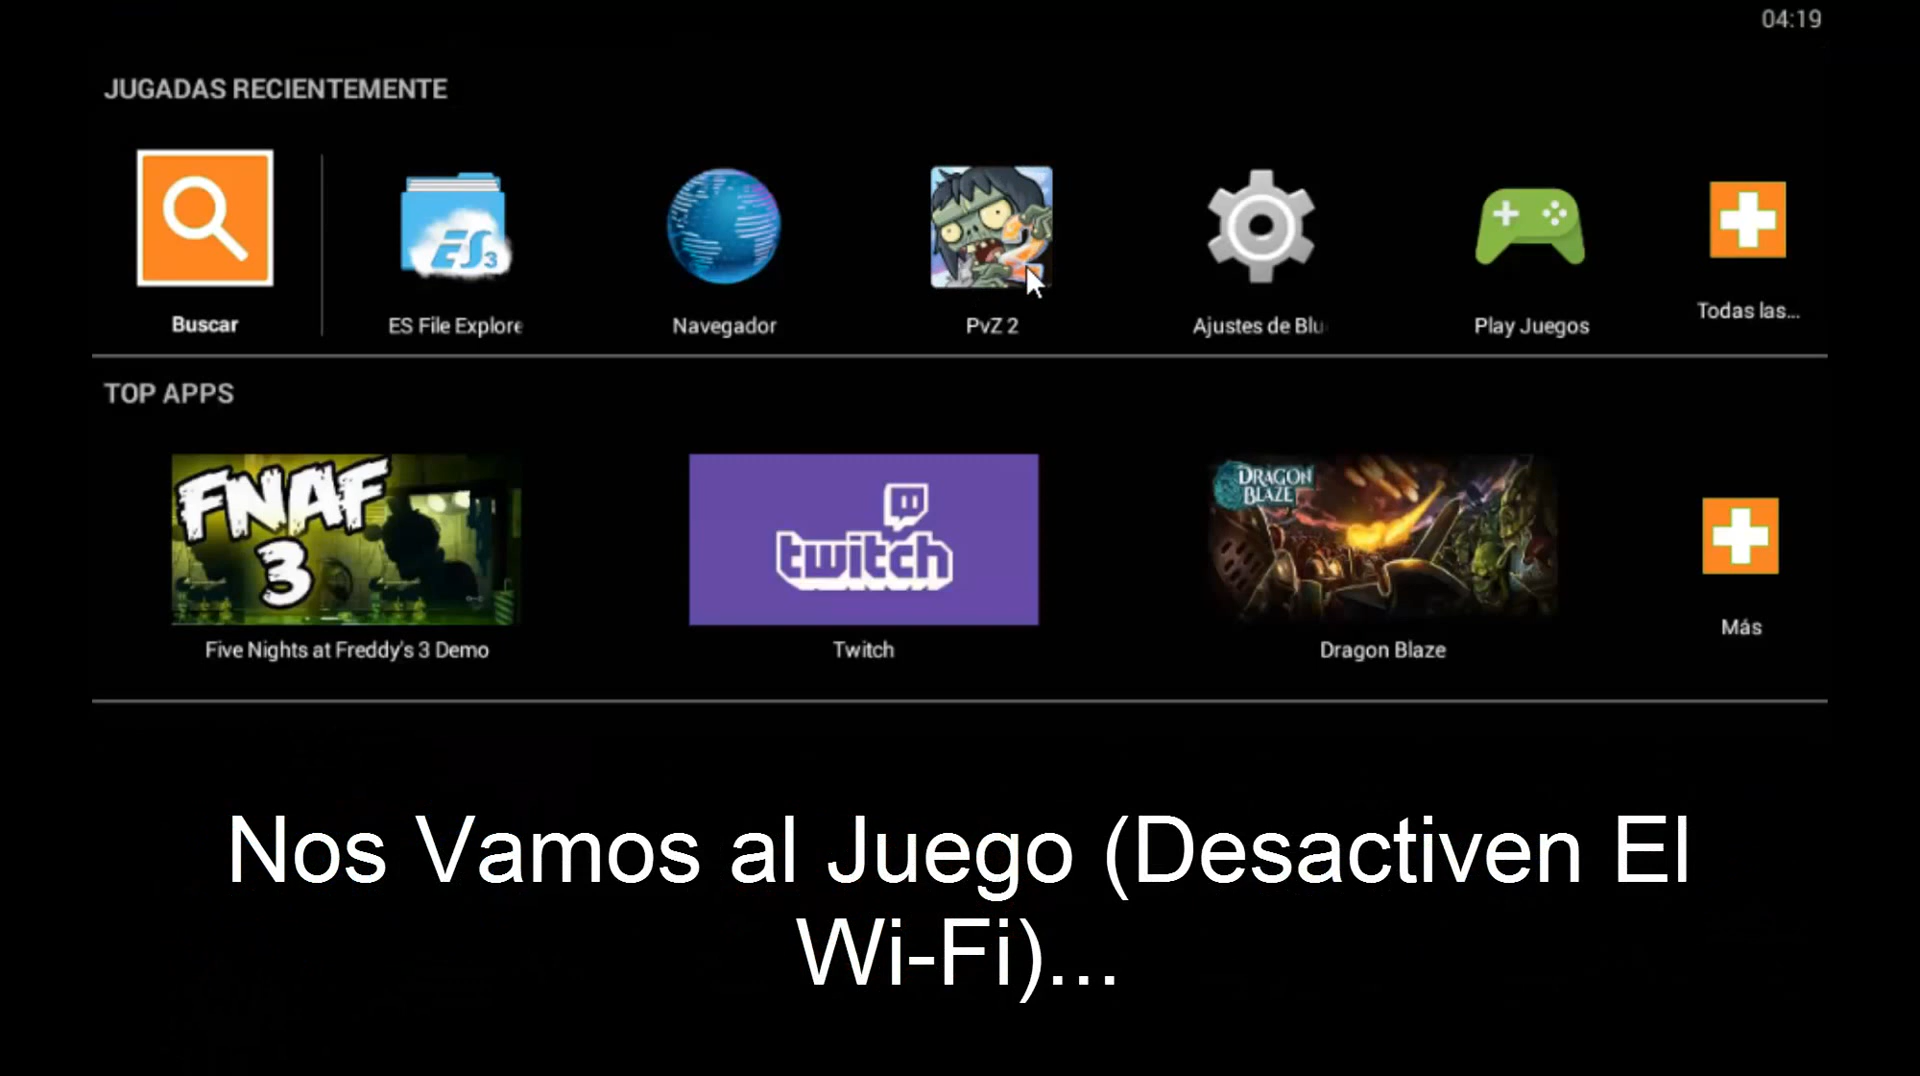 04:19
JUGADAS RECIENTEMENTE
ES 3
Buscar
ES File Explore
Navegador
PvZ 2
Ajustes de Blu
Play Juegos
Todas las...
TOP APPS
FNAF
3
twitch
DRAGON
BLAZE
Five Nights at Freddy's 3 Demo
Twitch
Dragon Blaze
Más
Nos Vamos al Juego (Desactiven El
Wi-Fi)...